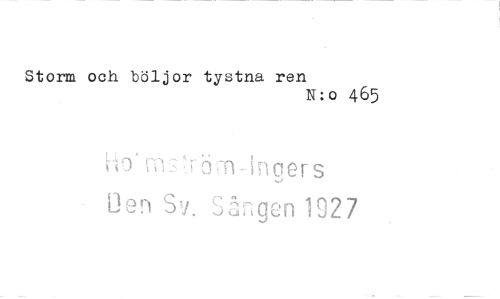 Storm och böljor tystna ren
N:o 465
Holmström-Ingers
Den Sv. Sången 1927